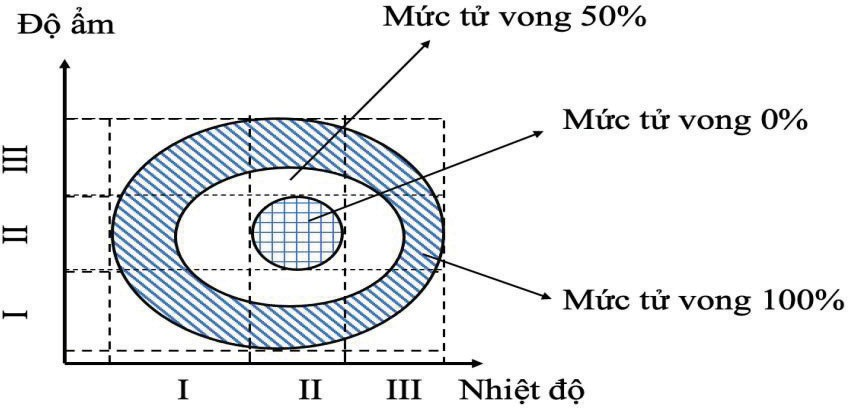 Độ ẩm
Mức tử vong 50%
Mức tử vong 0%
Mức tử vong 100%
III
II
I
I II III Nhiệt độ